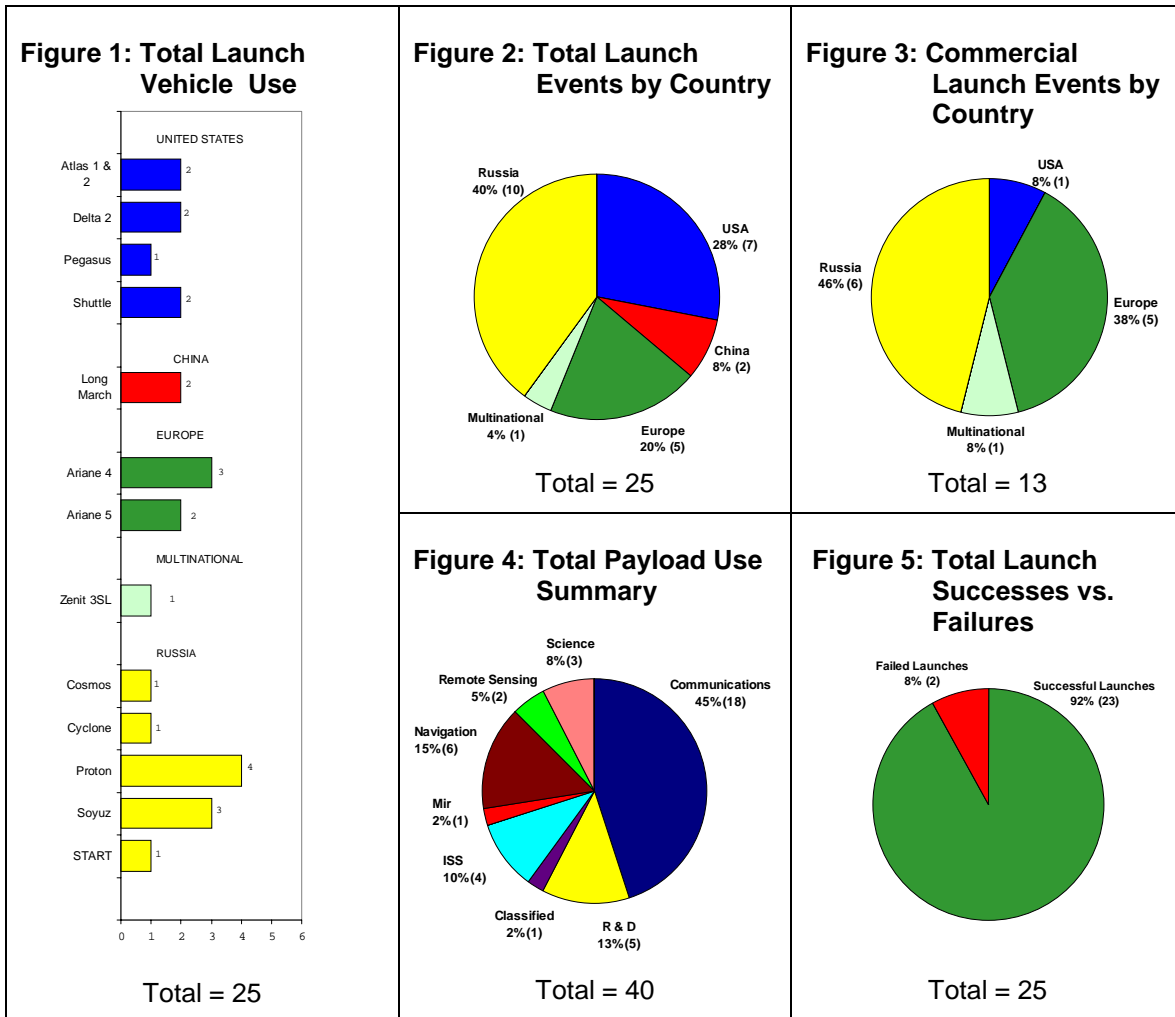 Figure 1: Total Launch
Vehicle Use
UNITED STATES
Atlas 1 &
2
2
Delta 2
2
Pegasus
1
Shuttle
2
CHINA
Long
March
2
EUROPE
Ariane 4
3
Ariane 5
2
MULTINATIONAL
Zenit 3SL
1
RUSSIA
Cosmos
1
Cyclone
1
Proton
4
Soyuz
3
START
1
0 1 2 3 4 5 6
Total = 25
Figure 2: Total Launch
Events by Country
Russia
40% (10)
USA
28% (7)
China
8% (2)
Multinational
4% (1)
Europe
20% (5)
Total = 25
Figure 3: Commercial
Launch Events by
Country
USA
8% (1)
Russia
46% (6)
Europe
38% (5)
Multinational
8% (1)
Total = 13
Figure 4: Total Payload Use
Summary
Science
8% (3)
Remote Sensing
5% (2)
Communications
45% (18)
Navigation
15% (6)
Mir
2% (1)
ISS
10% (4)
Classified
2% (1)
R & D
13% (5)
Total = 40
Figure 5: Total Launch
Successes vs.
Failures
Failed Launches
8% (2)
Successful Launches
92% (23)
Total = 25